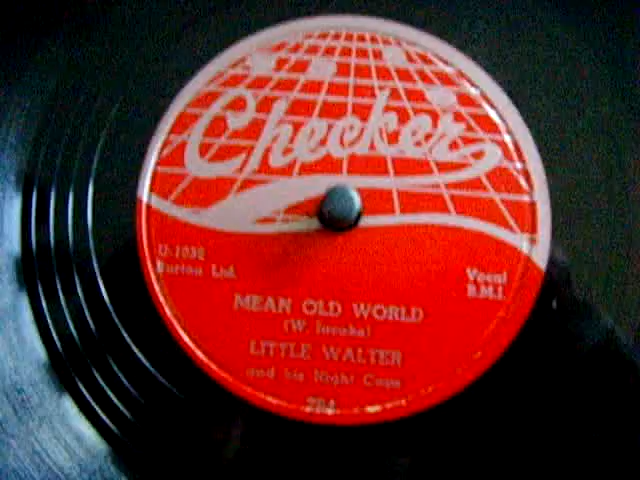 Checker
U-1032
Burton Ltd.
Vocal
B.M.I.
MEAN OLD WORLD
(W. Jacobs)
LITTLE WALTER
and his Night Caps